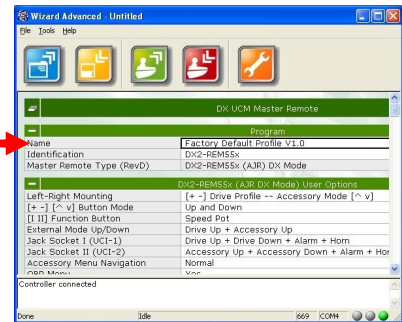 Wizard Advanced - Untitled
File Tools Help
DX UCM Master Remote
Program
Name Factory Default Profile V1.0
Identification DX2-REM55x
Master Remote Type (RevD) DX2-REM55x (AJR) DX Mode
DX2-REM55x (AJR DX Mode) User Options
Left-Right Mounting [+ -] Drive Profile -- Accessory Mode [^ v]
[+ -] [^ v] Button Mode Up and Down
[I II] Function Button Speed Pot
External Mode Up/Down Drive Up + Accessory Up
Jack Socket I (UCI-1) Drive Up + Drive Down + Alarm + Horn
Jack Socket II (UCI-2) Accessory Up + Accessory Down + Alarm + Hor
Accessory Menu Navigation Normal
OBP Menu Yes
Controller connected
Done Idle 669 COM4